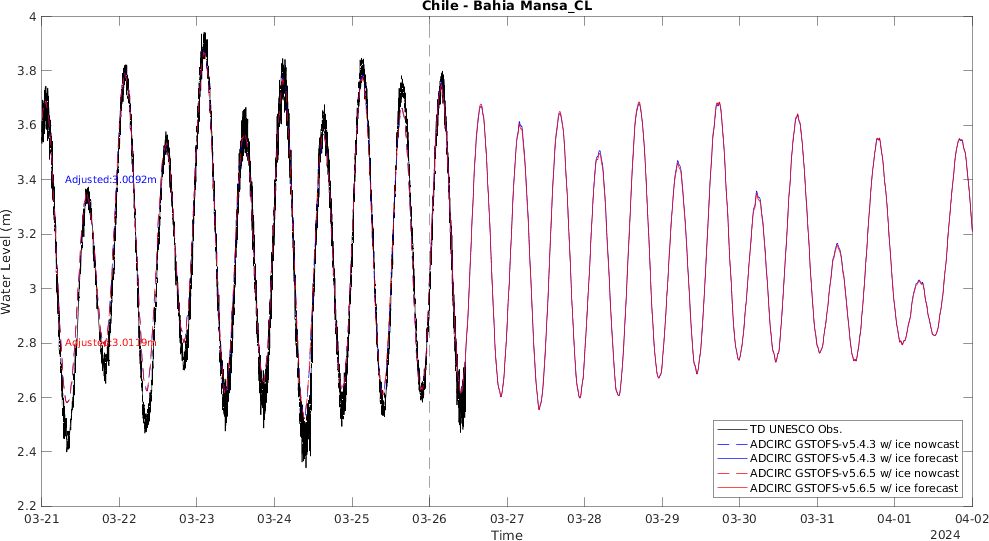 Chile - Bahia Mansa_CL
4
3.8
3.6
3.4
3.2
3
2.8
2.6
2.4
2.2
Water Level (m)
Adjusted:3.0092m
Adjusted:3.0119m
TD UNESCO Obs.
ADCIRC GSTOFS-v5.4.3 w/ ice nowcast
ADCIRC GSTOFS-v5.4.3 w/ ice forecast
ADCIRC GSTOFS-v5.6.5 w/ ice nowcast
ADCIRC GSTOFS-v5.6.5 w/ ice forecast
03-21 03-22 03-23 03-24 03-25 03-26 03-27 03-28 03-29 03-30 03-31 04-01 04-02
Time
2024